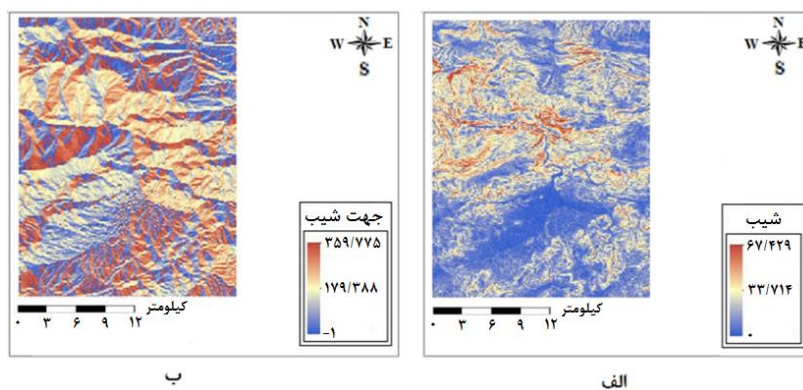 N
W E
S
شیب
۶۷/۴۲۹
۳۳/۷۱۴
۰
کیلومتر
۰ ۳ ۶ ۹ ۱۲
الف
N
W E
S
جهت شیب
۳۵۹/۷۷۵
۱۷۹/۳۸۸
-۱
کیلومتر
۰ ۳ ۶ ۹ ۱۲
ب